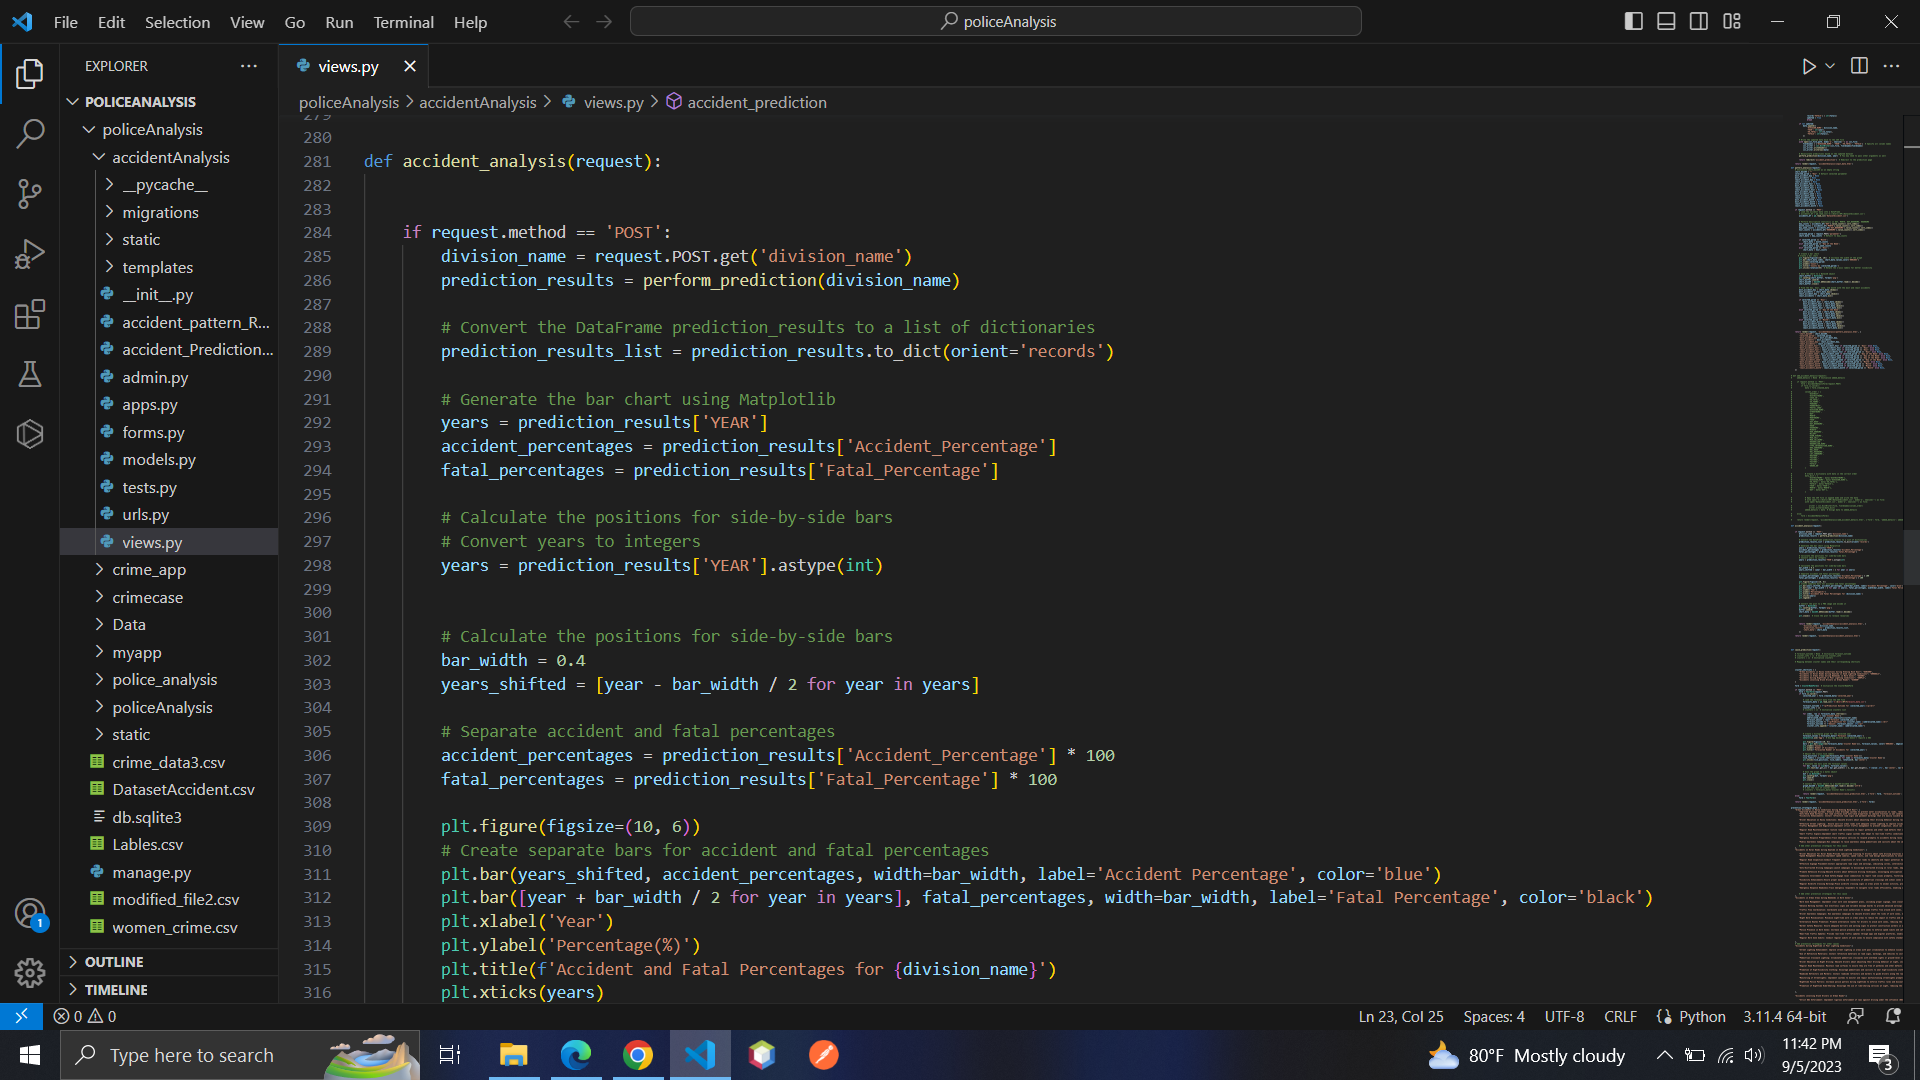 File Edit Selection View Go Run Terminal Help
policeAnalysis
EXPLORER
POLICEANALYSIS
policeAnalysis
accidentAnalysis
__pycache__
migrations
static
templates
__init__.py
accident_pattern_R...
accident_Prediction...
admin.py
apps.py
forms.py
models.py
tests.py
urls.py
views.py
crime_app
crimecase
Data
myapp
police_analysis
policeAnalysis
static
crime_data3.csv
DatasetAccident.csv
db.sqlite3
Lables.csv
manage.py
modified_file2.csv
women_crime.csv
OUTLINE
TIMELINE
1
views.py
policeAnalysis > accidentAnalysis > views.py > accident_prediction
279
280
281 def accident_analysis(request):
282
283
284 if request.method == 'POST':
285 division_name = request.POST.get('division_name')
286 prediction_results = perform_prediction(division_name)
287
288 # Convert the DataFrame prediction_results to a list of dictionaries
289 prediction_results_list = prediction_results.to_dict(orient='records')
290
291 # Generate the bar chart using Matplotlib
292 years = prediction_results['YEAR']
293 accident_percentages = prediction_results['Accident_Percentage']
294 fatal_percentages = prediction_results['Fatal_Percentage']
295
296 # Calculate the positions for side-by-side bars
297 # Convert years to integers
298 years = prediction_results['YEAR'].astype(int)
299
300
301 # Calculate the positions for side-by-side bars
302 bar_width = 0.4
303 years_shifted = [year - bar_width / 2 for year in years]
304
305 # Separate accident and fatal percentages
306 accident_percentages = prediction_results['Accident_Percentage'] * 100
307 fatal_percentages = prediction_results['Fatal_Percentage'] * 100
308
309 plt.figure(figsize=(10, 6))
310 # Create separate bars for accident and fatal percentages
311 plt.bar(years_shifted, accident_percentages, width=bar_width, label='Accident Percentage', color='blue')
312 plt.bar([year + bar_width / 2 for year in years], fatal_percentages, width=bar_width, label='Fatal Percentage', color='black')
313 plt.xlabel('Year')
314 plt.ylabel('Percentage(%)')
315 plt.title(f'Accident and Fatal Percentages for {division_name}')
316 plt.xticks(years)
0 0
Ln 23, Col 25 Spaces: 4 UTF-8 CRLF Python 3.11.4 64-bit
Type here to search
80°F Mostly cloudy
11:42 PM
9/5/2023
3